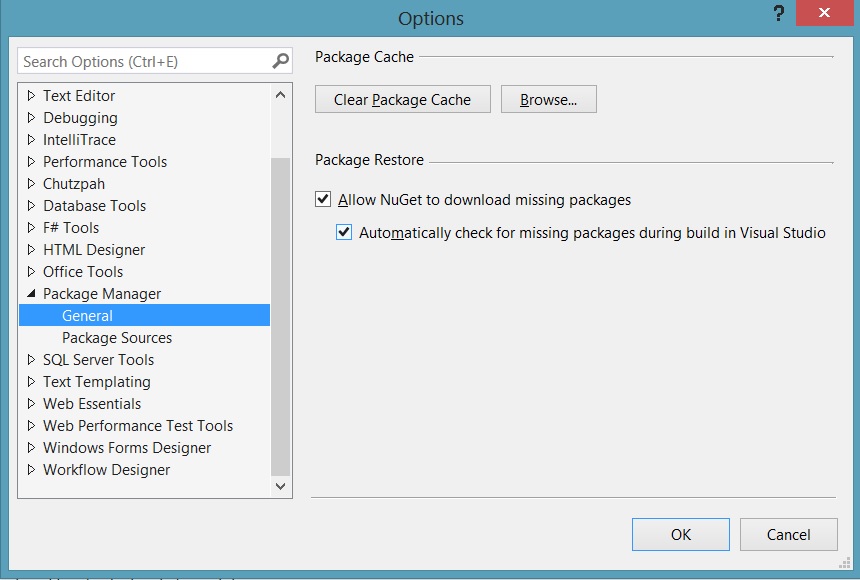 Options
?
Search Options (Ctrl+E)
Text Editor
Debugging
IntelliTrace
Performance Tools
Chutzpah
Database Tools
F# Tools
HTML Designer
Office Tools
Package Manager
General
Package Sources
SQL Server Tools
Text Templating
Web Essentials
Web Performance Test Tools
Windows Forms Designer
Workflow Designer
Package Cache
Clear Package Cache
Browse...
Package Restore
Allow NuGet to download missing packages
Automatically check for missing packages during build in Visual Studio
OK
Cancel